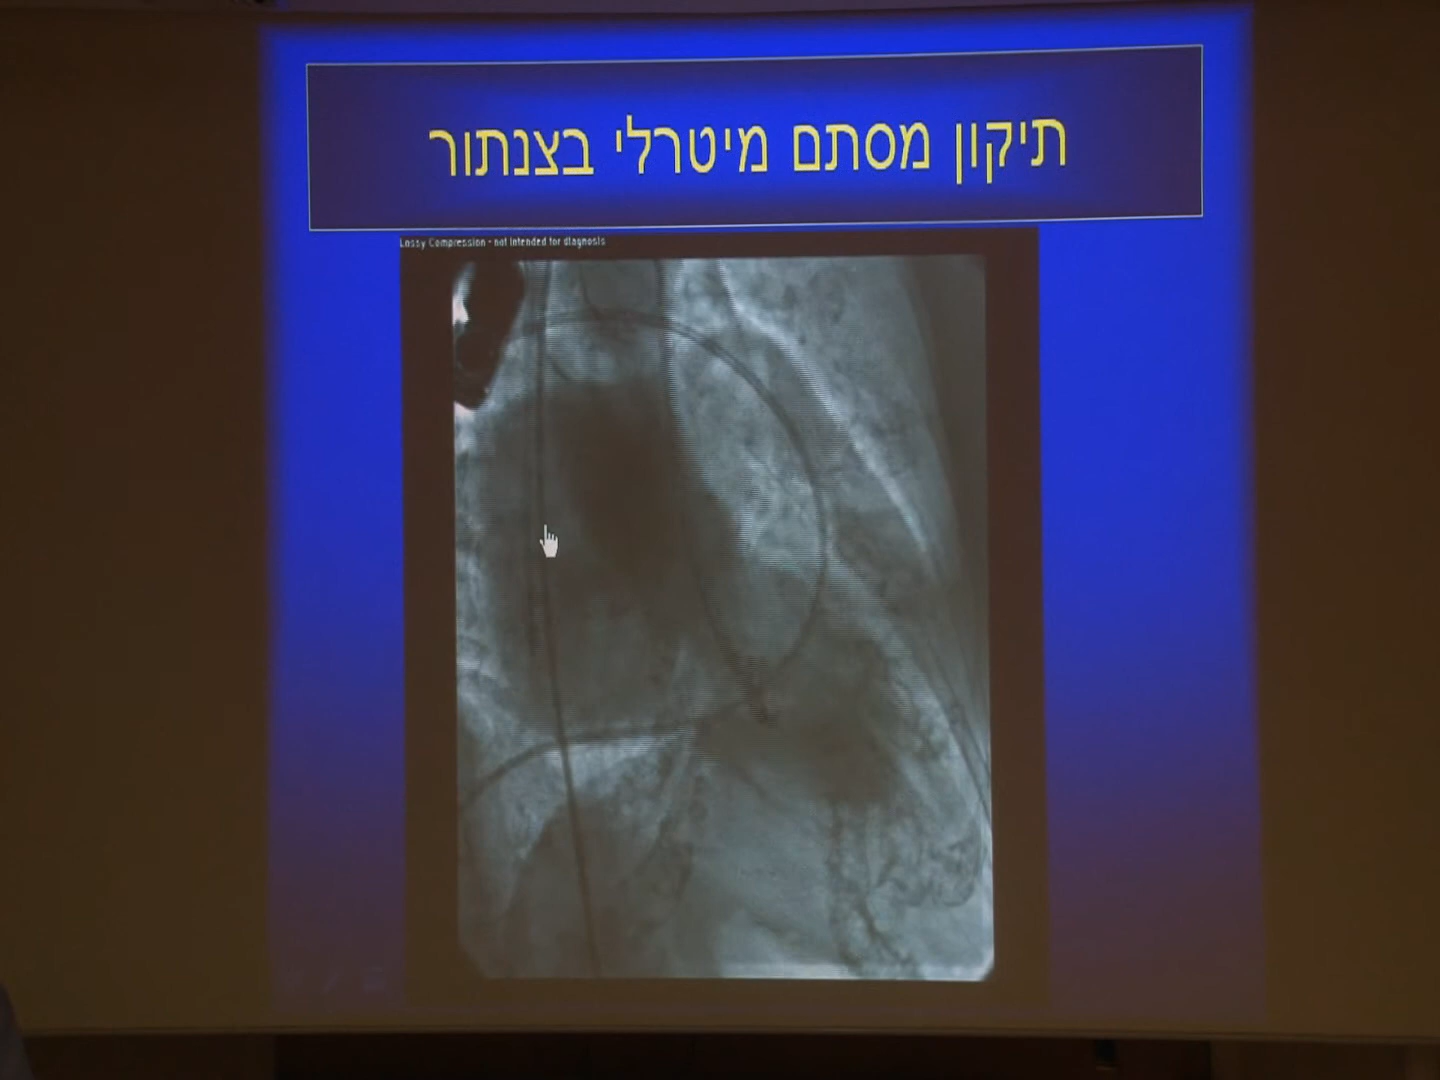 תיקון מסתם מיטרלי בצנתור
Lossy Compression - not intended for diagnosis